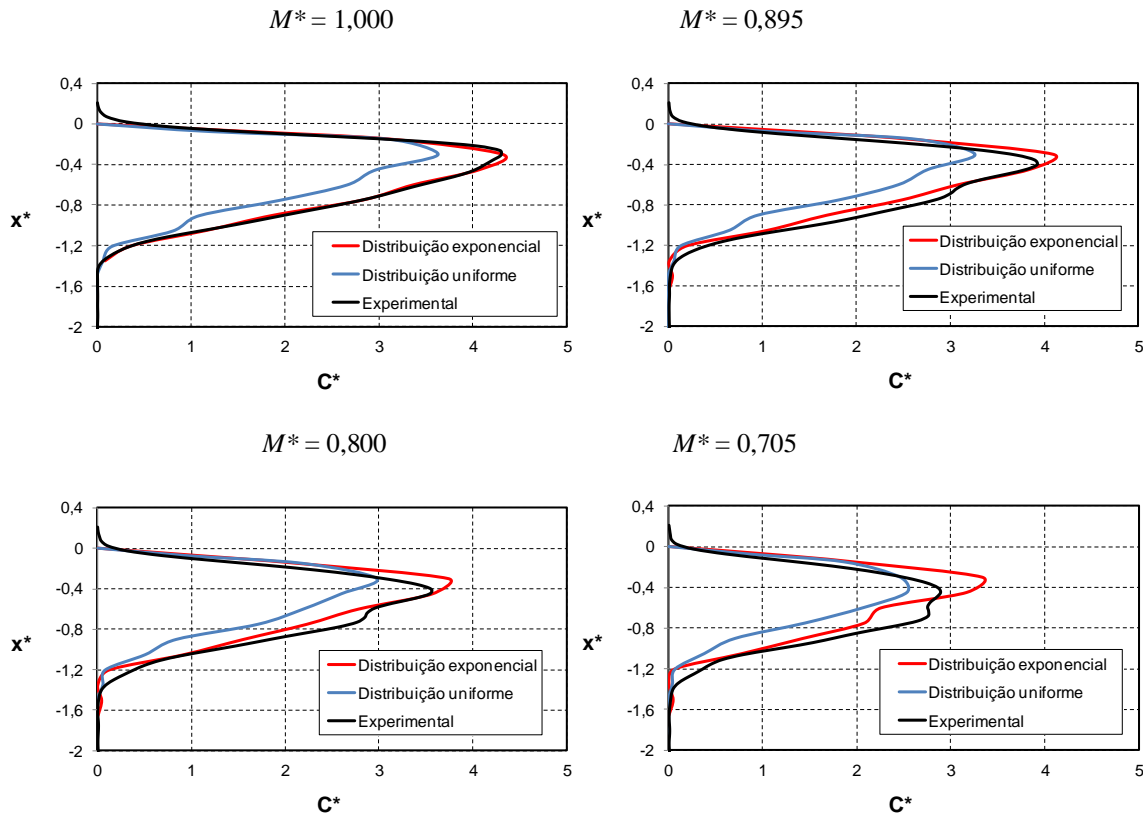 M* = 1,000
0,4
0
-0,4
-0,8
-1,2
-1,6
-2
x*
0 1 2 3 4 5
C*
Distribuição exponencial
Distribuição uniforme
Experimental
M* = 0,895
0,4
0
-0,4
-0,8
-1,2
-1,6
-2
x*
0 1 2 3 4 5
C*
Distribuição exponencial
Distribuição uniforme
Experimental
M* = 0,800
0,4
0
-0,4
-0,8
-1,2
-1,6
-2
x*
0 1 2 3 4 5
C*
Distribuição exponencial
Distribuição uniforme
Experimental
M* = 0,705
0,4
0
-0,4
-0,8
-1,2
-1,6
-2
x*
0 1 2 3 4 5
C*
Distribuição exponencial
Distribuição uniforme
Experimental